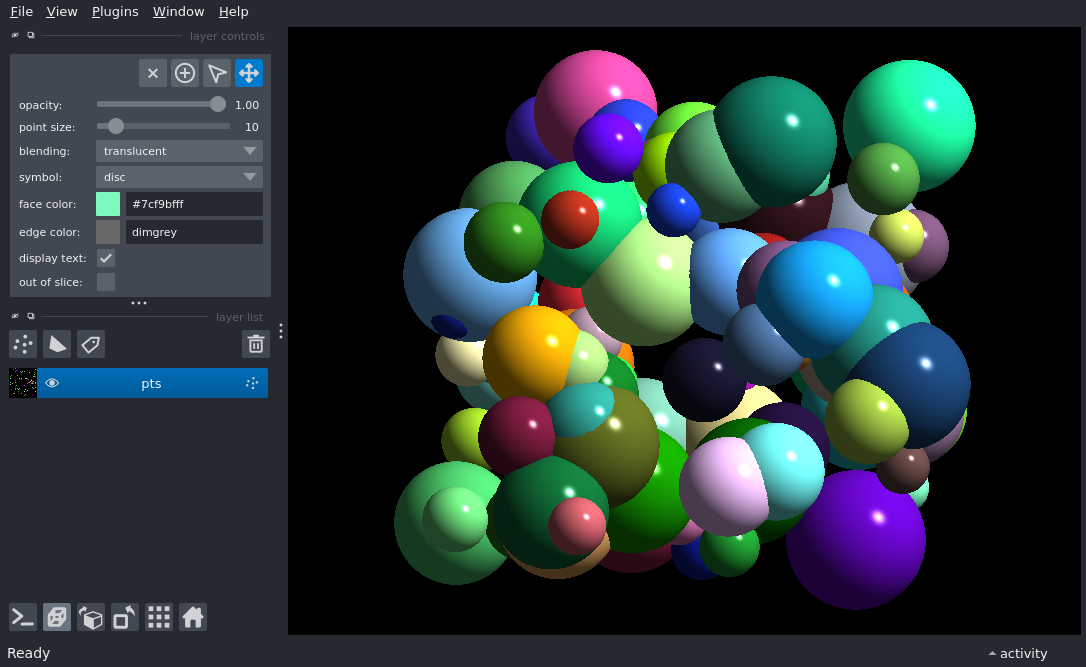 File View Plugins Window Help
layer controls
opacity: 1.00
point size: 10
blending: translucent
symbol: disc
face color: #7cf9bfff
edge color: dimgrey
display text:
out of slice:
layer list
pts
Ready
activity